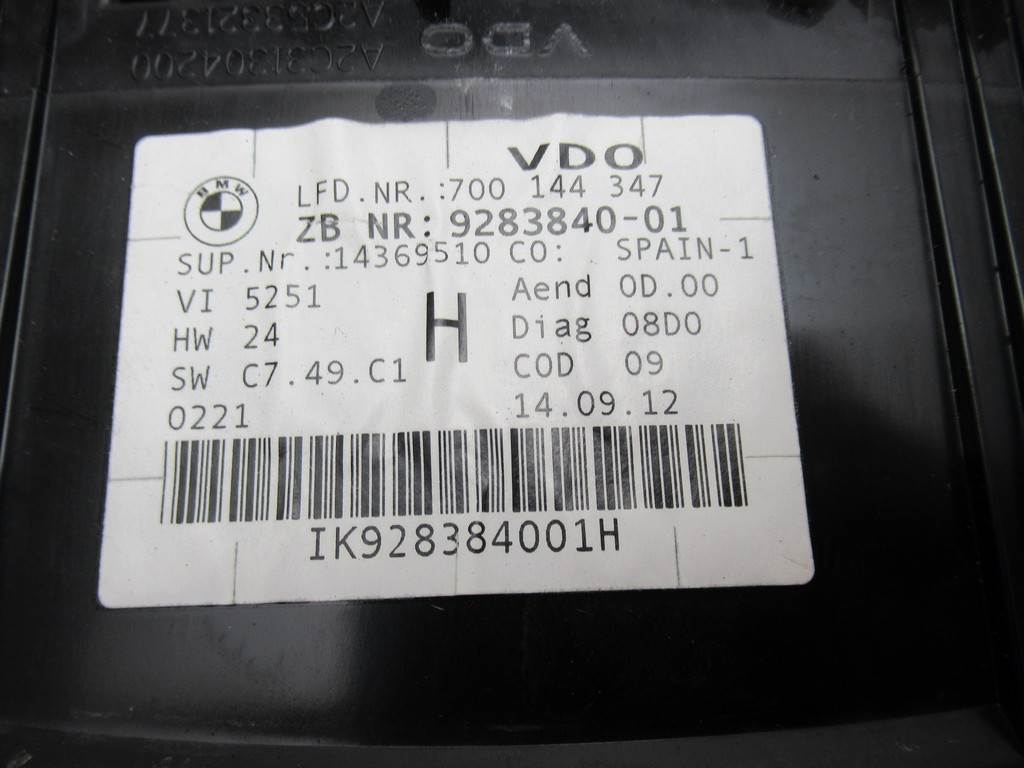 A2C53321377
A2C31304200
VDO
VDO
BMW
LFD.NR.:700 144 347
ZB NR: 9283840-01
SUP.Nr.:14369510 CO: SPAIN-1
VI 5251 Aend 0D.00
H
HW 24 Diag 08D0
SW C7.49.C1 COD 09
0221 14.09.12
IK928384001H